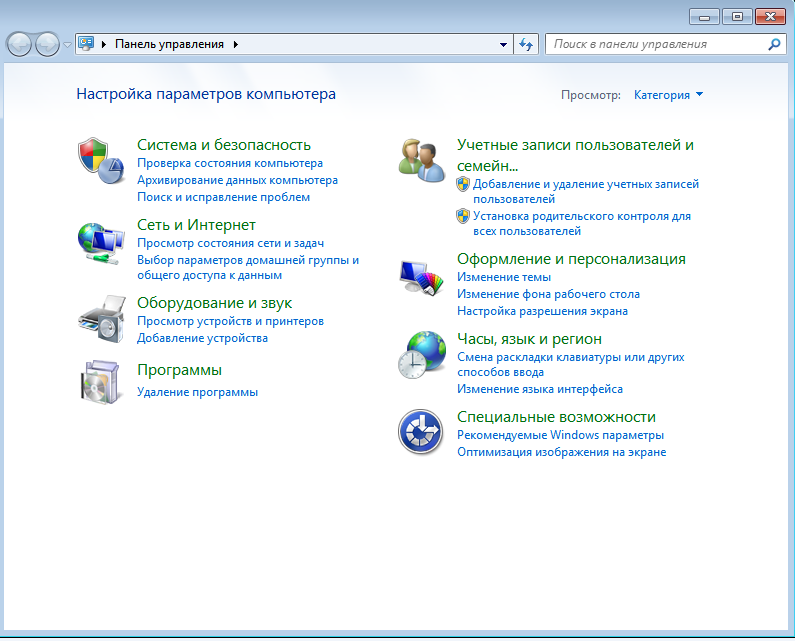 Панель управления
Поиск в панели управления
Настройка параметров компьютера
Просмотр: Категория
Система и безопасность
Проверка состояния компьютера
Архивирование данных компьютера
Поиск и исправление проблем
Сеть и Интернет
Просмотр состояния сети и задач
Выбор параметров домашней группы и
общего доступа к данным
Оборудование и звук
Просмотр устройств и принтеров
Добавление устройства
Программы
Удаление программы
Учетные записи пользователей и
семейн...
Добавление и удаление учетных записей
пользователей
Установка родительского контроля для
всех пользователей
Оформление и персонализация
Изменение темы
Изменение фона рабочего стола
Настройка разрешения экрана
Часы, язык и регион
Смена раскладки клавиатуры или других
способов ввода
Изменение языка интерфейса
Специальные возможности
Рекомендуемые Windows параметры
Оптимизация изображения на экране